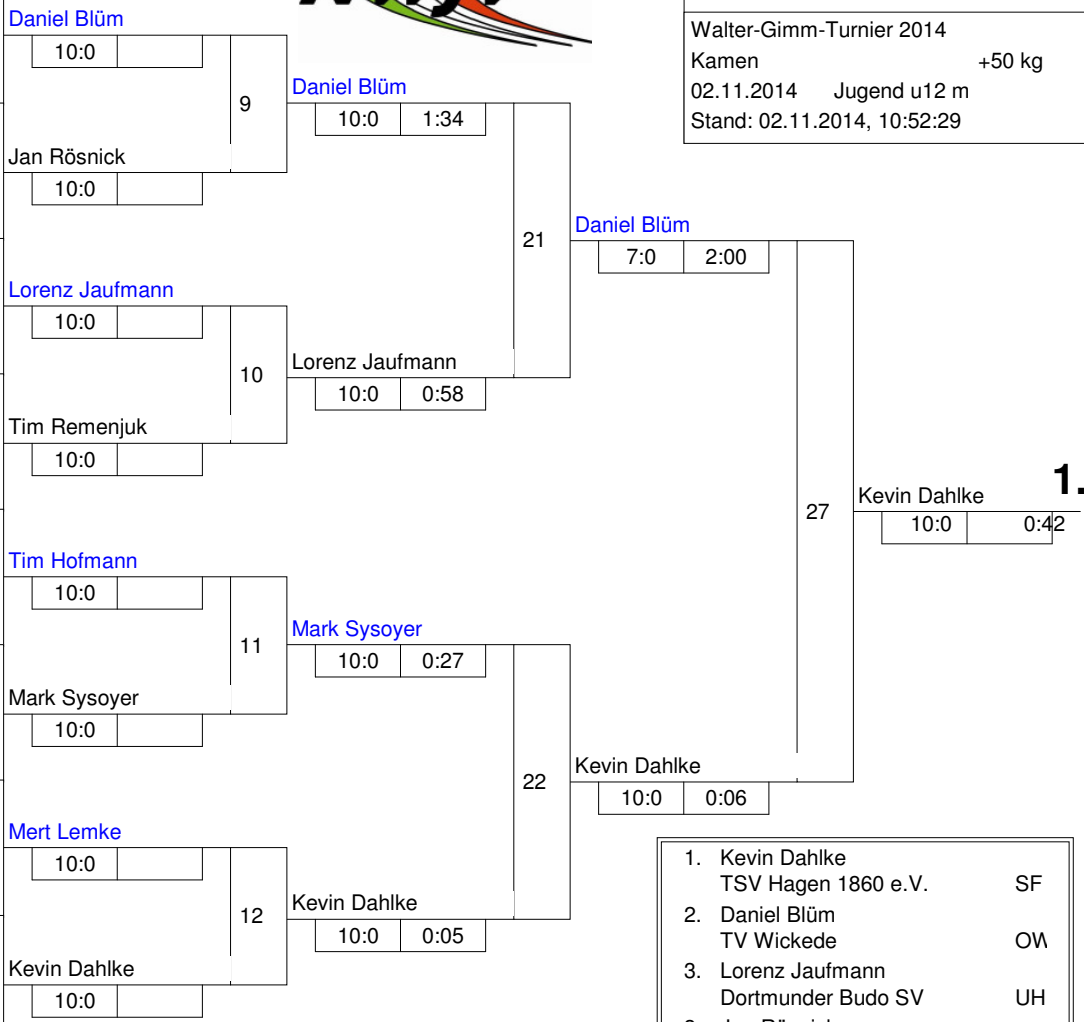 Walter-Gimm-Turnier 2014
Kamen +50 kg
02.11.2014 Jugend u12 m
Stand: 02.11.2014, 10:52:29
Daniel Blüm
10:0
9
Jan Rösnick
10:0
Daniel Blüm
10:0 1:34
21
Lorenz Jaufmann
10:0
10
Tim Remenjuk
10:0
Lorenz Jaufmann
10:0 0:58
Daniel Blüm
7:0 2:00
27
Kevin Dahlke 1.
10:0 0:42
Tim Hofmann
10:0
11
Mark Sysoyer
10:0
Mark Sysoyer
10:0 0:27
22
Mert Lemke
10:0
12
Kevin Dahlke
10:0
Kevin Dahlke
10:0 0:05
Kevin Dahlke
10:0 0:06
1. Kevin Dahlke
TSV Hagen 1860 e.V. SF
2. Daniel Blüm
TV Wickede OW
3. Lorenz Jaufmann
Dortmunder Budo SV UH